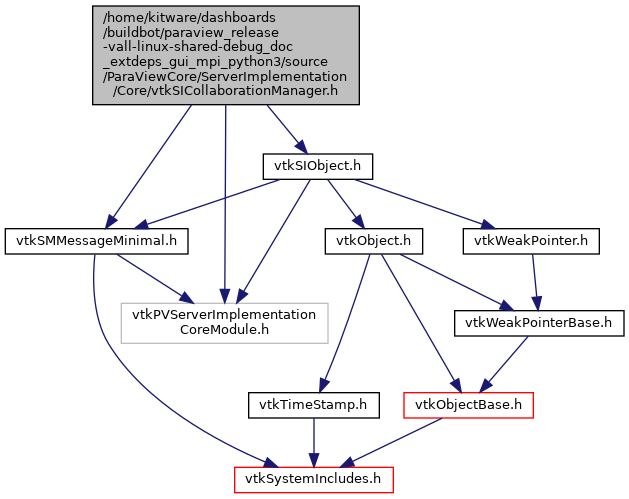 /home/kitware/dashboards
/buildbot/paraview_release
-vall-linux-shared-debug_doc
_extdeps_gui_mpi_python3/source
/ParaViewCore/ServerImplementation
/Core/vtkSICollaborationManager.h
vtkSIObject.h
vtkSMMessageMinimal.h
vtkObject.h
vtkWeakPointer.h
vtkPVServerImplementation
CoreModule.h
vtkWeakPointerBase.h
vtkTimeStamp.h
vtkObjectBase.h
vtkSystemIncludes.h